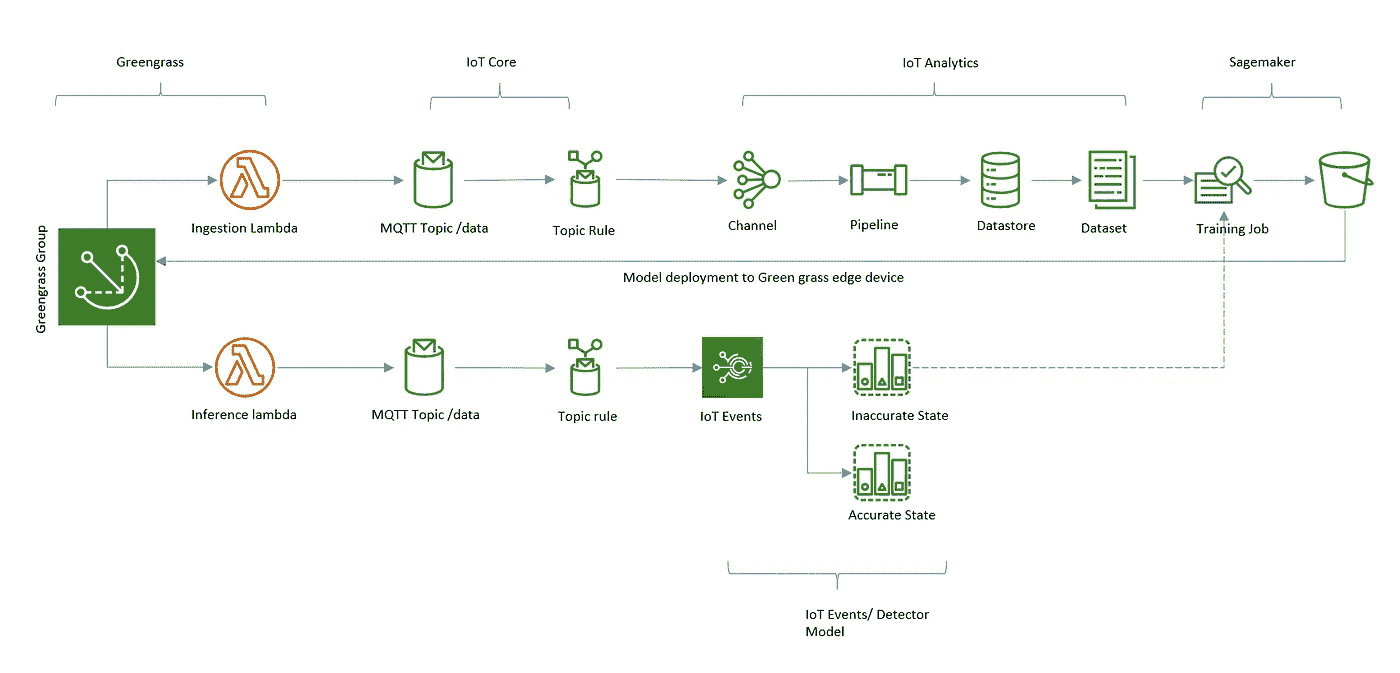 Greengrass
IoT Core
IoT Analytics
Sagemaker
Ingestion Lambda
MQTT Topic /data
Topic Rule
Channel
Pipeline
Datastore
Dataset
Training Job
Greengrass Group
Model deployment to Green grass edge device
Inference lambda
MQTT Topic /data
Topic rule
IoT Events
Inaccurate State
Accurate State
IoT Events/ Detector
Model